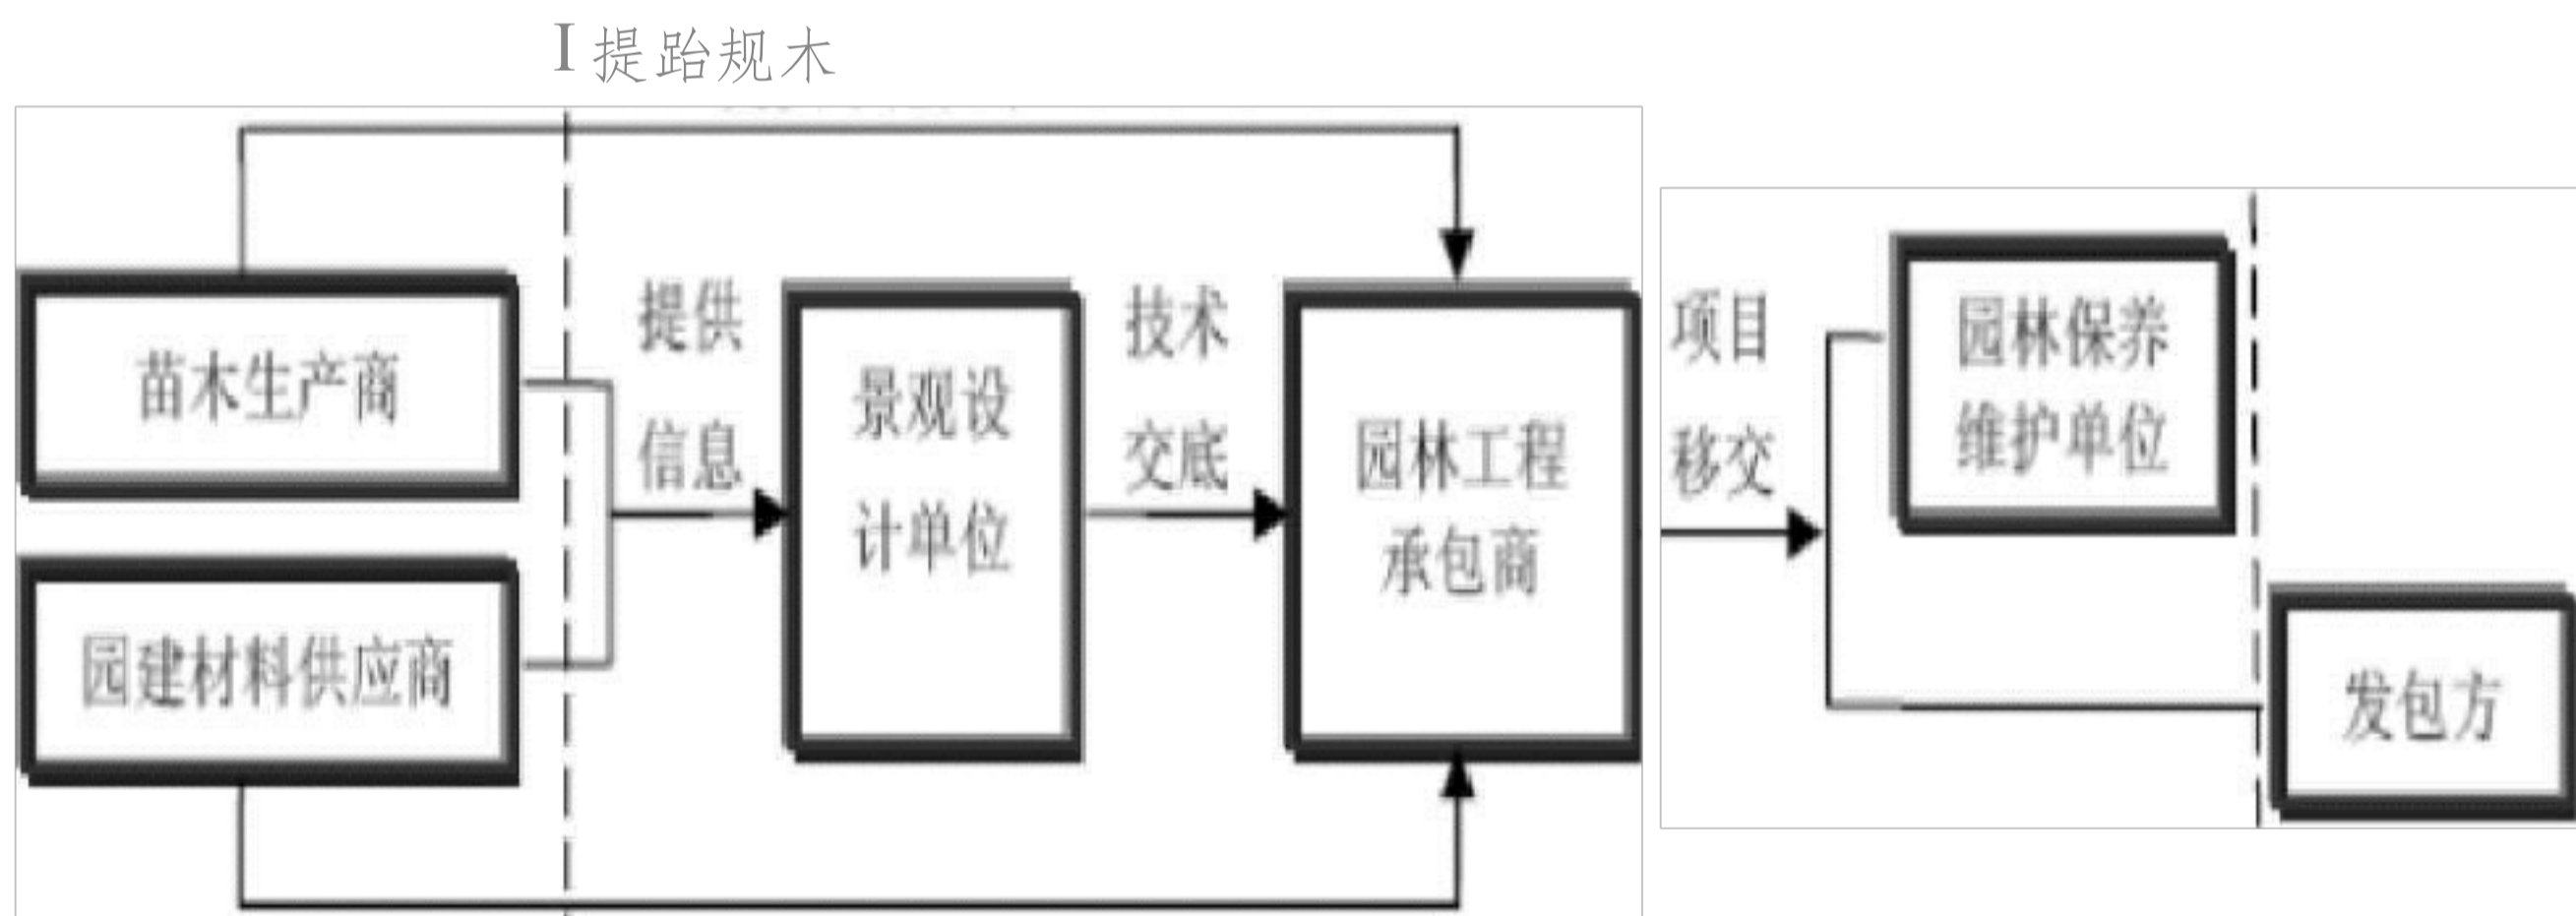 I提跆规木
苗木生产商
园建材料供应商
提供
信息
景观设
计单位
技术
交底
园林工程
承包商
项目
移交
园林保养
维护单位
发包方